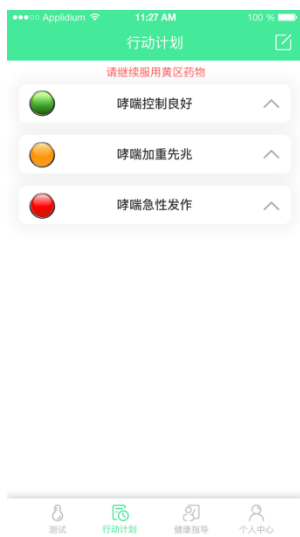 Applidium 11:27 AM 100 %
行动计划
请继续服用黄区药物
哮喘控制良好
哮喘加重先兆
哮喘急性发作
测试 行动计划 健康指导 个人中心